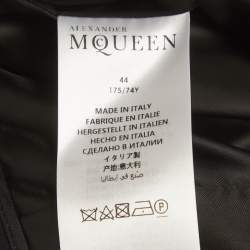 ALEXANDER
McQUEEN
44
175/74Y
MADE IN ITALY
FABRIQUE EN ITALIE
HERGESTELLT IN ITALIEN
HECHO EN ITALIA
СДЕЛАНО В ИТАЛИИ
イタリア製
产地:意大利
صنع في إيطاليا